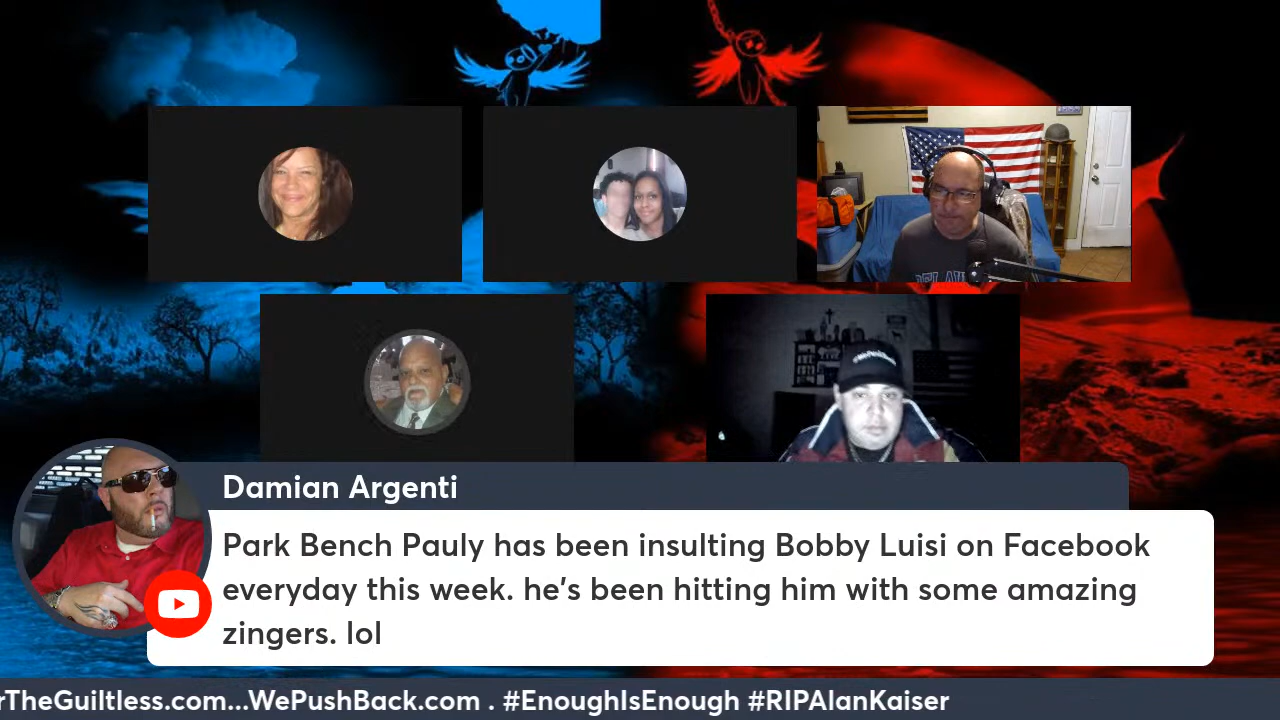 Damian Argenti
Park Bench Pauly has been insulting Bobby Luisi on Facebook
everyday this week. he's been hitting him with some amazing
zingers. lol
rTheGuiltless.com...WePushBack.com . #EnoughIsEnough #RIPAlanKaiser